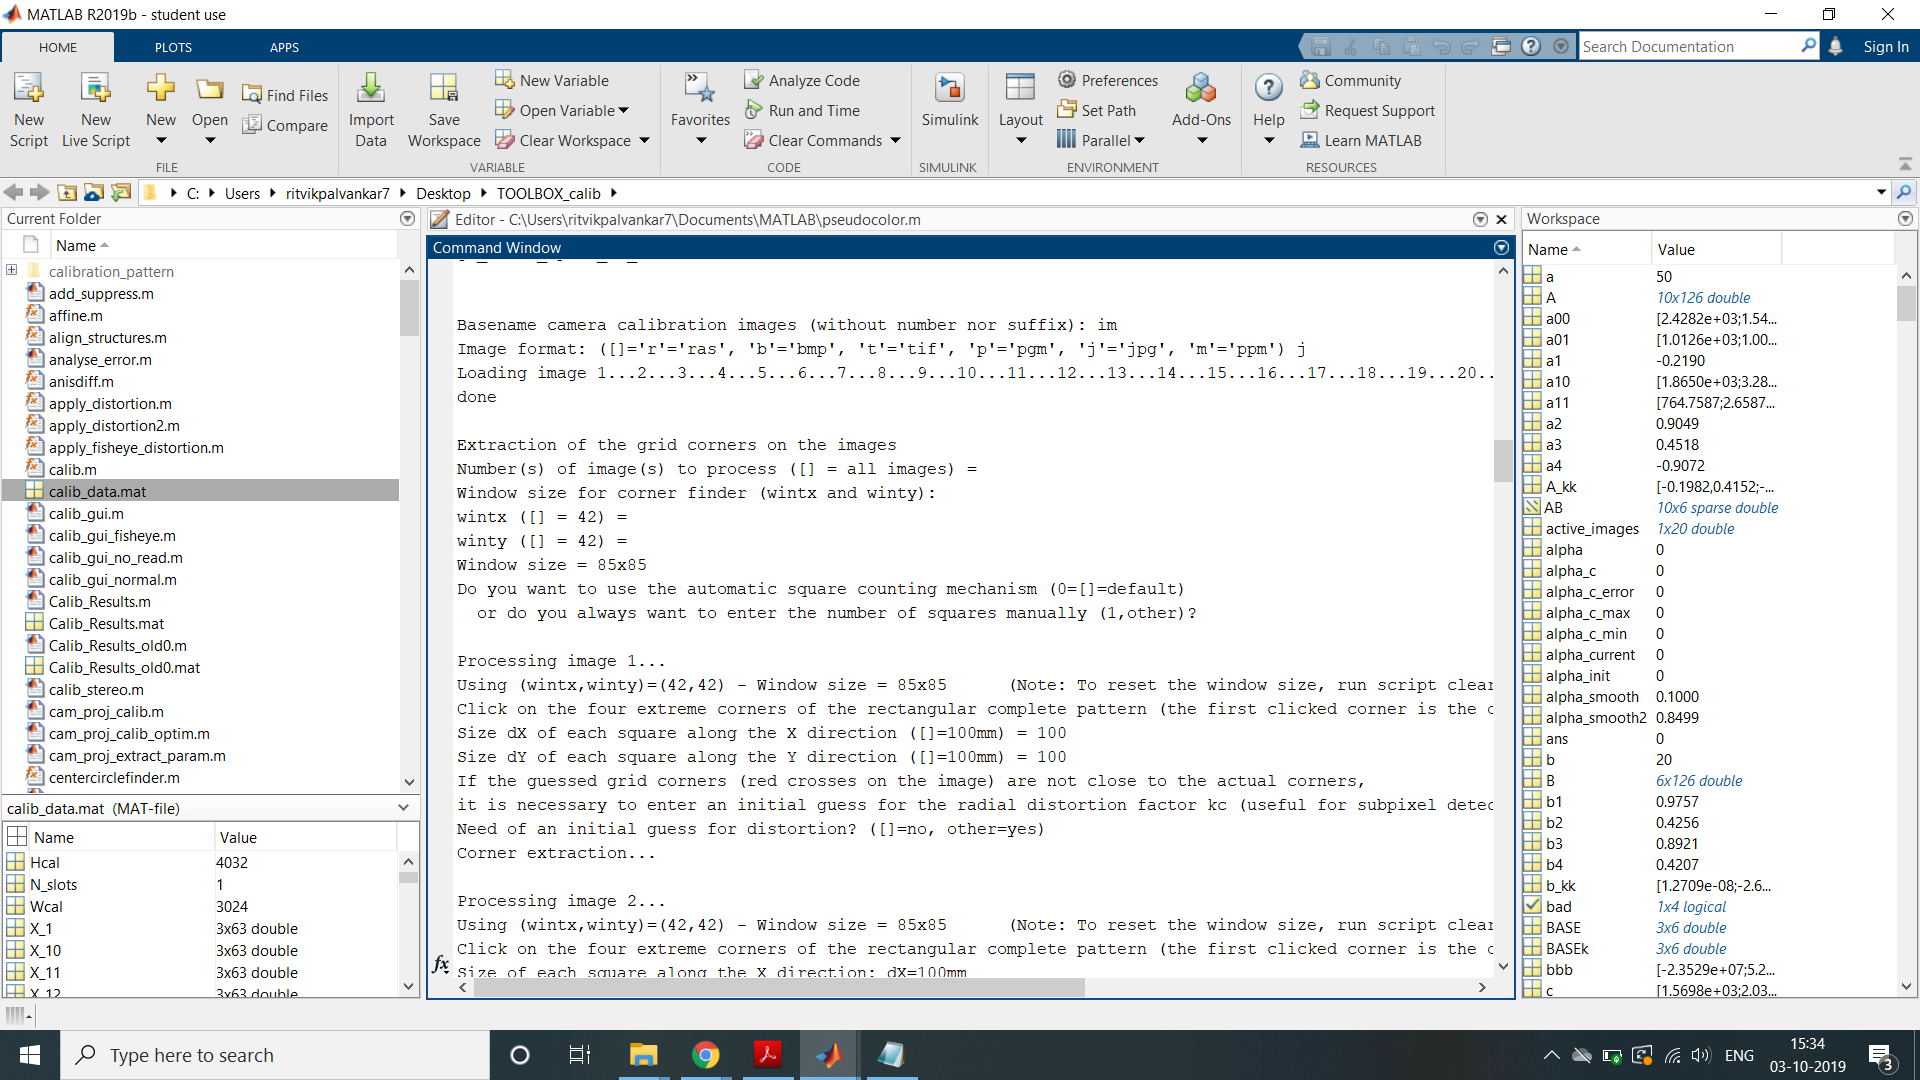 MATLAB R2019b - student use
HOME
PLOTS
APPS
Search Documentation
Sign In
New Script
New Live Script
New
Open
Find Files
Compare
FILE
Import Data
Save Workspace
New Variable
Open Variable
Clear Workspace
VARIABLE
Favorites
Analyze Code
Run and Time
Clear Commands
CODE
Simulink
SIMULINK
Layout
Preferences
Set Path
Parallel
Add-Ons
ENVIRONMENT
Help
Community
Request Support
Learn MATLAB
RESOURCES
C: Users ritvikpalvankar7 Desktop TOOLBOX_calib
Current Folder
Name
calibration_pattern
add_suppress.m
affine.m
align_structures.m
analyse_error.m
anisdiff.m
apply_distortion.m
apply_distortion2.m
apply_fisheye_distortion.m
calib.m
calib_data.mat
calib_gui.m
calib_gui_fisheye.m
calib_gui_no_read.m
calib_gui_normal.m
Calib_Results.m
Calib_Results.mat
Calib_Results_old0.m
Calib_Results_old0.mat
calib_stereo.m
cam_proj_calib.m
cam_proj_calib_optim.m
cam_proj_extract_param.m
centercirclefinder.m
calib_data.mat (MAT-file)
Name Value
Hcal 4032
N_slots 1
Wcal 3024
X_1 3x63 double
X_10 3x63 double
X_11 3x63 double
X_12 3x63 double
Editor - C:\Users\ritvikpalvankar7\Documents\MATLAB\pseudocolor.m
Command Window
Basename camera calibration images (without number nor suffix): im
Image format: ([]='r'='ras', 'b'='bmp', 't'='tif', 'p'='pgm', 'j'='jpg', 'm'='ppm') j
Loading image 1...2...3...4...5...6...7...8...9...10...11...12...13...14...15...16...17...18...19...20..
done
Extraction of the grid corners on the images
Number(s) of image(s) to process ([] = all images) =
Window size for corner finder (wintx and winty):
wintx ([] = 42) =
winty ([] = 42) =
Window size = 85x85
Do you want to use the automatic square counting mechanism (0=[]=default)
or do you always want to enter the number of squares manually (1,other)?
Processing image 1...
Using (wintx,winty)=(42,42) - Window size = 85x85 (Note: To reset the window size, run script clear
Click on the four extreme corners of the rectangular complete pattern (the first clicked corner is the
Size dX of each square along the X direction ([]=100mm) = 100
Size dY of each square along the Y direction ([]=100mm) = 100
If the guessed grid corners (red crosses on the image) are not close to the actual corners,
it is necessary to enter an initial guess for the radial distortion factor kc (useful for subpixel detec
Need of an initial guess for distortion? ([]=no, other=yes)
Corner extraction...
Processing image 2...
Using (wintx,winty)=(42,42) - Window size = 85x85 (Note: To reset the window size, run script clear
Click on the four extreme corners of the rectangular complete pattern (the first clicked corner is the
Size of each square along the X direction: dX=100mm
fx
Workspace
Name Value
a 50
A 10x126 double
a00 [2.4282e+03;1.54...
a01 [1.0126e+03;1.00...
a1 -0.2190
a10 [1.8650e+03;3.28...
a11 [764.7587;2.6587...
a2 0.9049
a3 0.4518
a4 -0.9072
A_kk [-0.1982,0.4152;-...
AB 10x6 sparse double
active_images 1x20 double
alpha 0
alpha_c 0
alpha_c_error 0
alpha_c_max 0
alpha_c_min 0
alpha_current 0
alpha_init 0
alpha_smooth 0.1000
alpha_smooth2 0.8499
ans 0
b 20
B 6x126 double
b1 0.9757
b2 0.4256
b3 0.8921
b4 0.4207
b_kk [1.2709e-08;-2.6...
bad 1x4 logical
BASE 3x6 double
BASEk 3x6 double
bbb [-2.3529e+07;5.2...
c [1.5698e+03;2.03...
Type here to search
ENG
15:34
03-10-2019
3